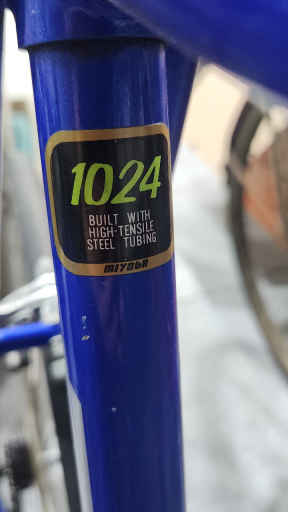 1024
BUILT WITH
HIGH-TENSILE
STEEL TUBING
MIYATA